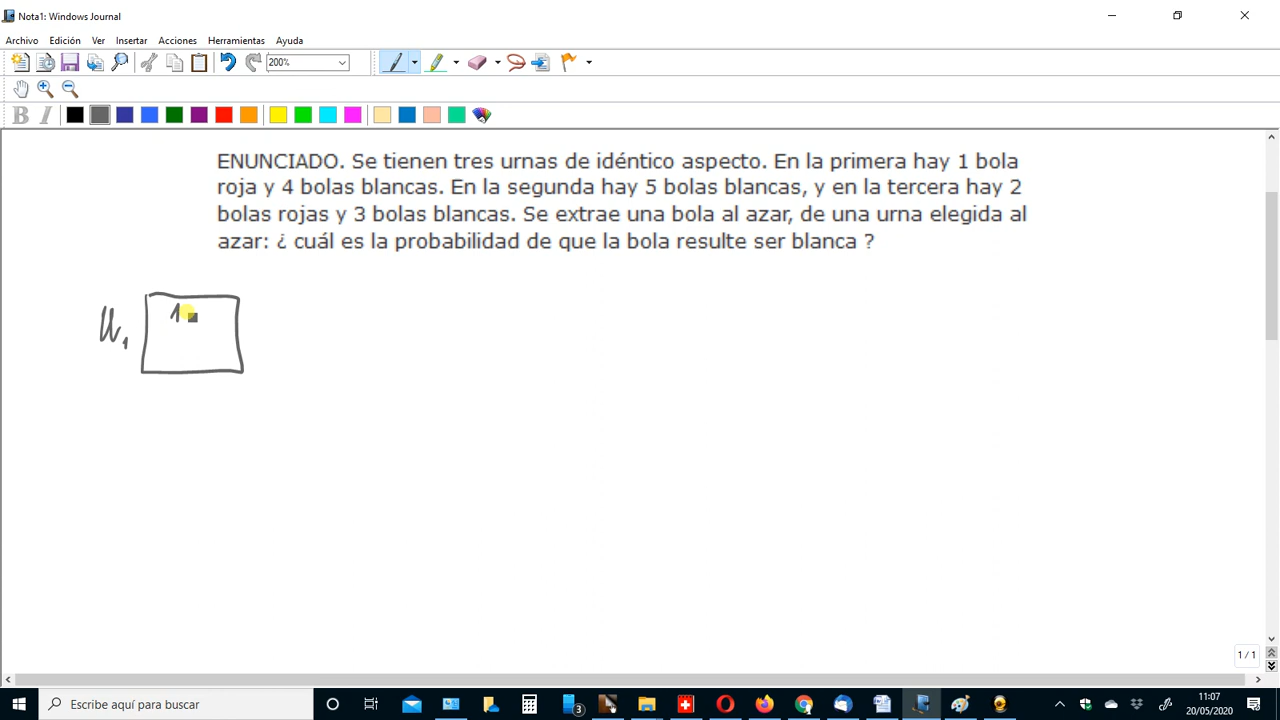 Nota1: Windows Journal
Archivo Edición Ver Insertar Acciones Herramientas Ayuda
200%
B I
ENUNCIADO. Se tienen tres urnas de idéntico aspecto. En la primera hay 1 bola
roja y 4 bolas blancas. En la segunda hay 5 bolas blancas, y en la tercera hay 2
bolas rojas y 3 bolas blancas. Se extrae una bola al azar, de una urna elegida al
azar: ¿ cuál es la probabilidad de que la bola resulte ser blanca ?
U1 1
1 / 1
Escribe aquí para buscar
3
11:07
20/05/2020